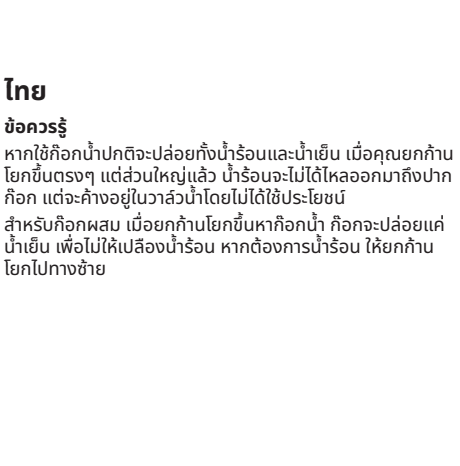 ไทย
ข้อควรรู้
หากใช้ก๊อกน้ำปกติจะปล่อยทั้งน้ำร้อนและน้ำเย็น เมื่อคุณยกก้าน
โยกขึ้นตรงๆ แต่ส่วนใหญ่แล้ว น้ำร้อนจะไม่ได้ไหลออกมาถึงปาก
ก๊อก แต่จะค้างอยู่ในวาล์วน้ำโดยไม่ได้ใช้ประโยชน์
สำหรับก๊อกผสม เมื่อยกก้านโยกขึ้นหาก๊อกน้ำ ก๊อกจะปล่อยแค่
น้ำเย็น เพื่อไม่ให้เปลืองน้ำร้อน หากต้องการน้ำร้อน ให้ยกก้าน
โยกไปทางซ้าย